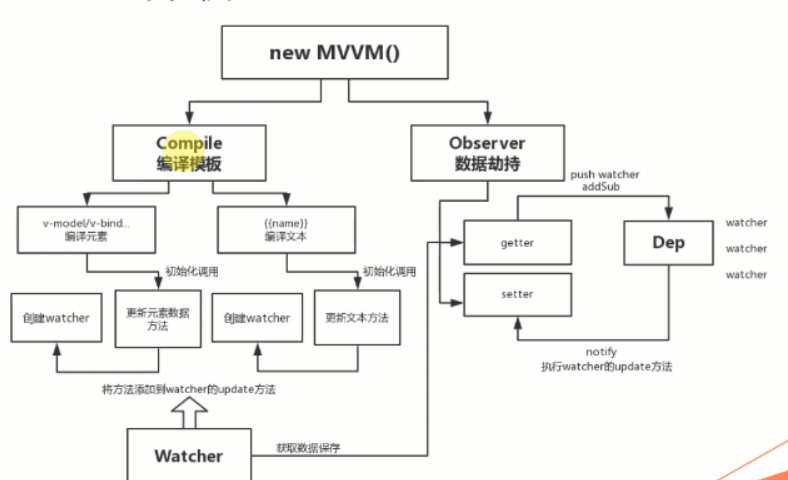 new MVVM()
Compile
编译模板
Observer
数据劫持
push watcher
addSub
v-model/v-bind...
编译元素
{{name}}
编译文本
getter
Dep
watcher
watcher
watcher
初始化调用
初始化调用
setter
创建watcher
更新元素数据
方法
创建watcher
更新文本方法
notify
执行watcher的update方法
将方法添加到watcher的update方法
Watcher
获取数据保存